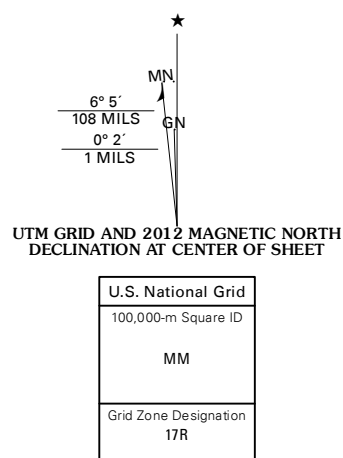 ★
MN
6° 5´
108 MILS
GN
0° 2´
1 MILS
UTM GRID AND 2012 MAGNETIC NORTH
DECLINATION AT CENTER OF SHEET
U.S. National Grid
100,000-m Square ID
MM
Grid Zone Designation
17R